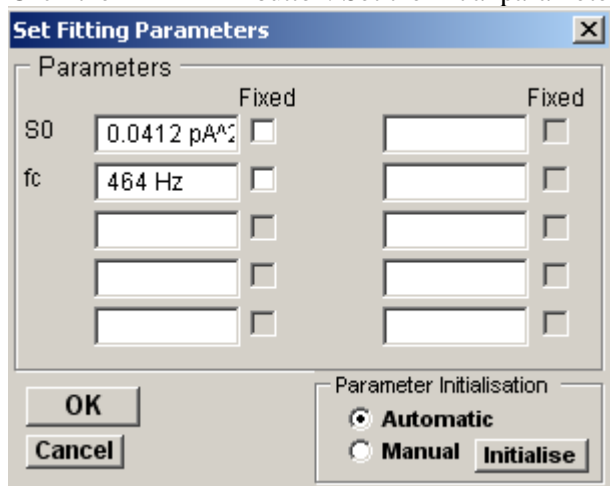 Set Fitting Parameters
Parameters
Fixed Fixed
S0 0.0412 pA^2
fc 464 Hz
OK
Cancel
Parameter Initialisation
Automatic
Manual Initialise